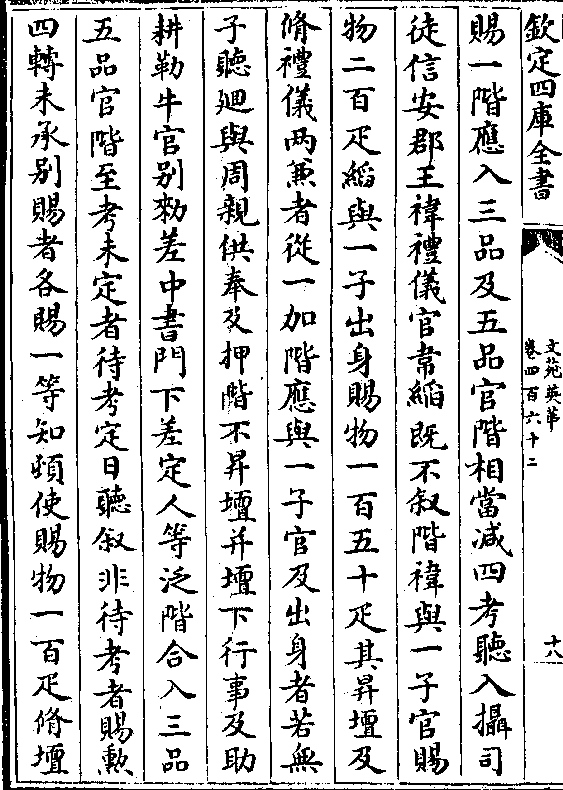 欽定四庫全書
文苑英華
卷四百六十二
十八
賜一階應入三品及五品官階相當減四考聽入攝司
徒信安郡王禕禮儀官韋縚既不叙階禕與一子官賜
物二百疋縚與一子出身賜物一百五十疋其昇壇及
脩禮儀兩兼者從一加階應與一子官及出身者若無
子聽廻與周親供奉及押階不昇壇并壇下行事及助
耕勒牛官别勑差中書門下差定人等泛階合入三品
五品官階至考未定者待考定日聽叙非待考者賜勲
四轉未承别賜者各賜一等知頓使賜物一百疋脩壇